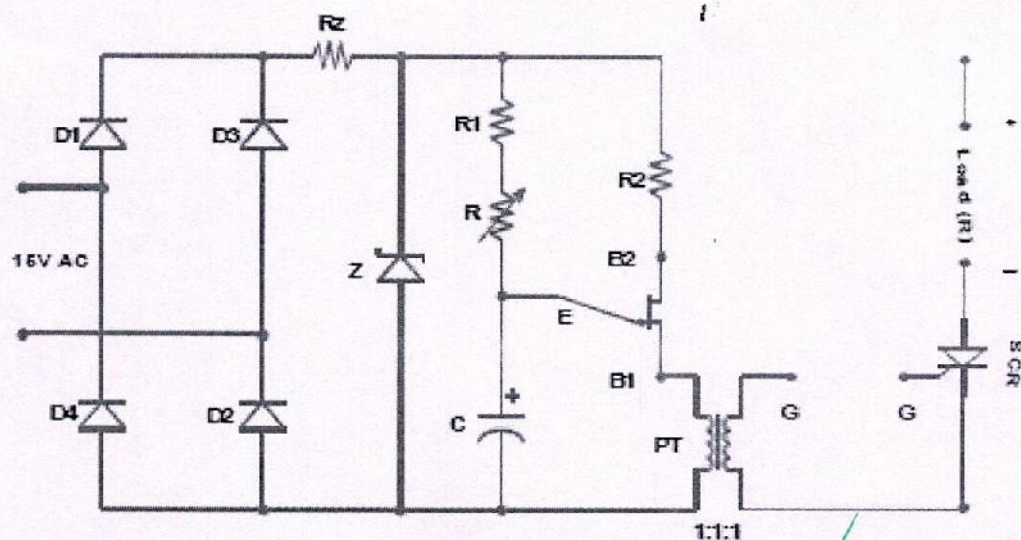 Rz
D1
D3
R1
R2
R
15V AC
Z
B2
E
Load (R)
+
-
SCR
D4
D2
C
+
B1
G
G
PT
1:1:1